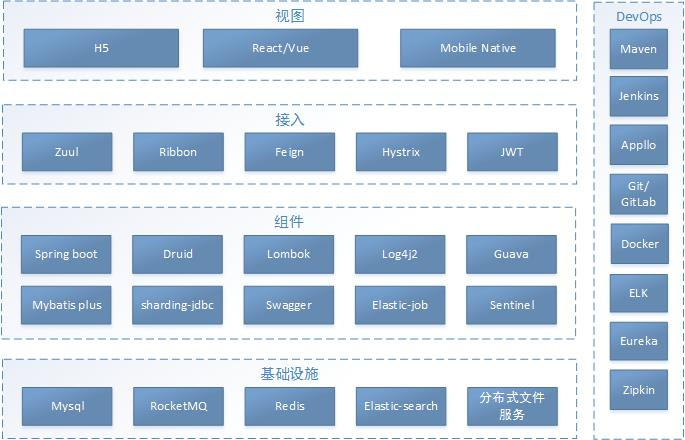 视图
H5
React/Vue
Mobile Native
接入
Zuul
Ribbon
Feign
Hystrix
JWT
组件
Spring boot
Druid
Lombok
Log4j2
Guava
Mybatis plus
sharding-jdbc
Swagger
Elastic-job
Sentinel
基础设施
Mysql
RocketMQ
Redis
Elastic-search
分布式文件
服务
DevOps
Maven
Jenkins
Appllo
Git/
GitLab
Docker
ELK
Eureka
Zipkin